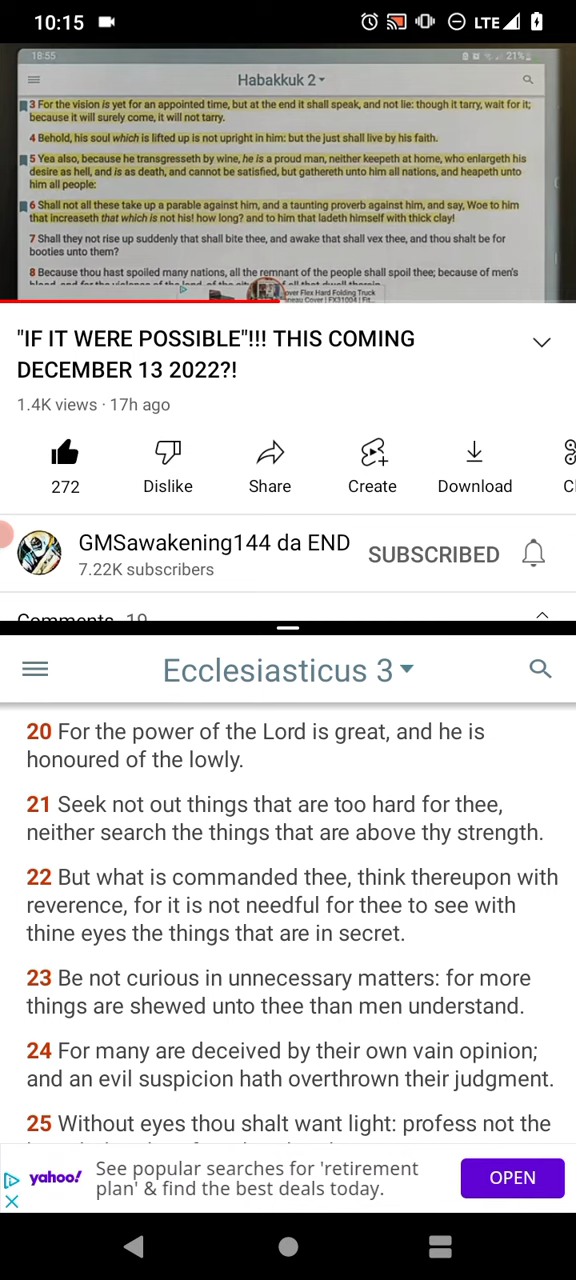 10:15
LTE
18:55
21%
Habakkuk 2
3 For the vision is yet for an appointed time, but at the end it shall speak, and not lie: though it tarry, wait for it;
because it will surely come, it will not tarry.
4 Behold, his soul which is lifted up is not upright in him: but the just shall live by his faith.
5 Yea also, because he transgresseth by wine, he is a proud man, neither keepeth at home, who enlargeth his
desire as hell, and is as death, and cannot be satisfied, but gathereth unto him all nations, and heapeth unto
him all people:
6 Shall not all these take up a parable against him, and a taunting proverb against him, and say, Woe to him
that increaseth that which is not his! how long? and to him that ladeth himself with thick clay!
7 Shall they not rise up suddenly that shall bite thee, and awake that shall vex thee, and thou shalt be for
booties unto them?
8 Because thou hast spoiled many nations, all the remnant of the people shall spoil thee; because of men's
over Flex Hard Folding Truck
neau Cover | FX31004 | Fit...
"IF IT WERE POSSIBLE"!!! THIS COMING
DECEMBER 13 2022?!
1.4K views · 17h ago
272
Dislike
Share
Create
Download
Cl
GMSawakening144 da END
7.22K subscribers
SUBSCRIBED
Comments 19
Ecclesiasticus 3
20 For the power of the Lord is great, and he is
honoured of the lowly.
21 Seek not out things that are too hard for thee,
neither search the things that are above thy strength.
22 But what is commanded thee, think thereupon with
reverence, for it is not needful for thee to see with
thine eyes the things that are in secret.
23 Be not curious in unnecessary matters: for more
things are shewed unto thee than men understand.
24 For many are deceived by their own vain opinion;
and an evil suspicion hath overthrown their judgment.
25 Without eyes thou shalt want light: profess not the
yahoo!
See popular searches for 'retirement
plan' & find the best deals today.
OPEN